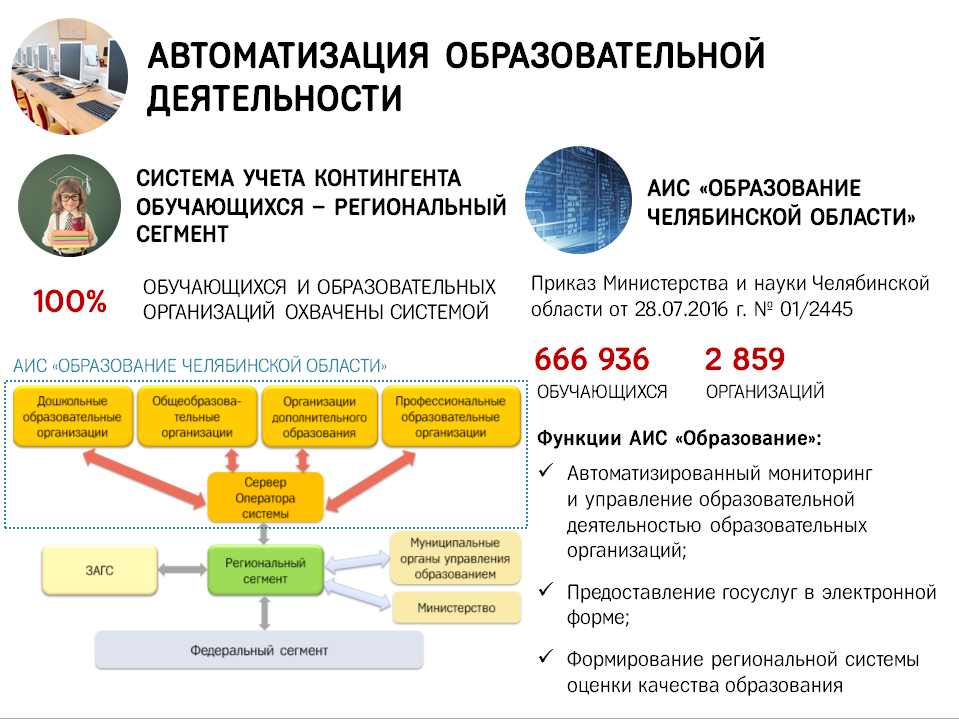 АВТОМАТИЗАЦИЯ ОБРАЗОВАТЕЛЬНОЙ
ДЕЯТЕЛЬНОСТИ
СИСТЕМА УЧЕТА КОНТИНГЕНТА
ОБУЧАЮЩИХСЯ – РЕГИОНАЛЬНЫЙ
СЕГМЕНТ
100%
ОБУЧАЮЩИХСЯ И ОБРАЗОВАТЕЛЬНЫХ
ОРГАНИЗАЦИЙ ОХВАЧЕНЫ СИСТЕМОЙ
АИС «ОБРАЗОВАНИЕ ЧЕЛЯБИНСКОЙ ОБЛАСТИ»
Дошкольные
образовательные
организации
Общеобразова-
тельные
организации
Организации
дополнительного
образования
Профессиональные
образовательные
организации
Сервер
Оператора
системы
ЗАГС
Региональный
сегмент
Муниципальные
органы управления
образованием
Министерство
Федеральный сегмент
АИС «ОБРАЗОВАНИЕ
ЧЕЛЯБИНСКОЙ ОБЛАСТИ»
Приказ Министерства и науки Челябинской
области от 28.07.2016 г. № 01/2445
666 936
ОБУЧАЮЩИХСЯ
2 859
ОРГАНИЗАЦИЙ
Функции АИС «Образование»:
✓ Автоматизированный мониторинг
и управление образовательной
деятельностью образовательных
организаций;
✓ Предоставление госуслуг в электронной
форме;
✓ Формирование региональной системы
оценки качества образования